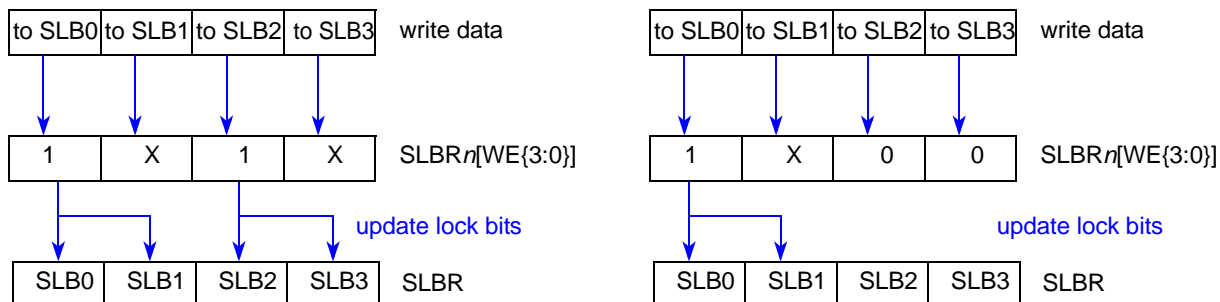 to SLB0 to SLB1 to SLB2 to SLB3 write data
1 X 1 X SLBRn[WE{3:0}]
update lock bits
SLB0 SLB1 SLB2 SLB3 SLBR
to SLB0 to SLB1 to SLB2 to SLB3 write data
1 X 0 0 SLBRn[WE{3:0}]
update lock bits
SLB0 SLB1 SLB2 SLB3 SLBR